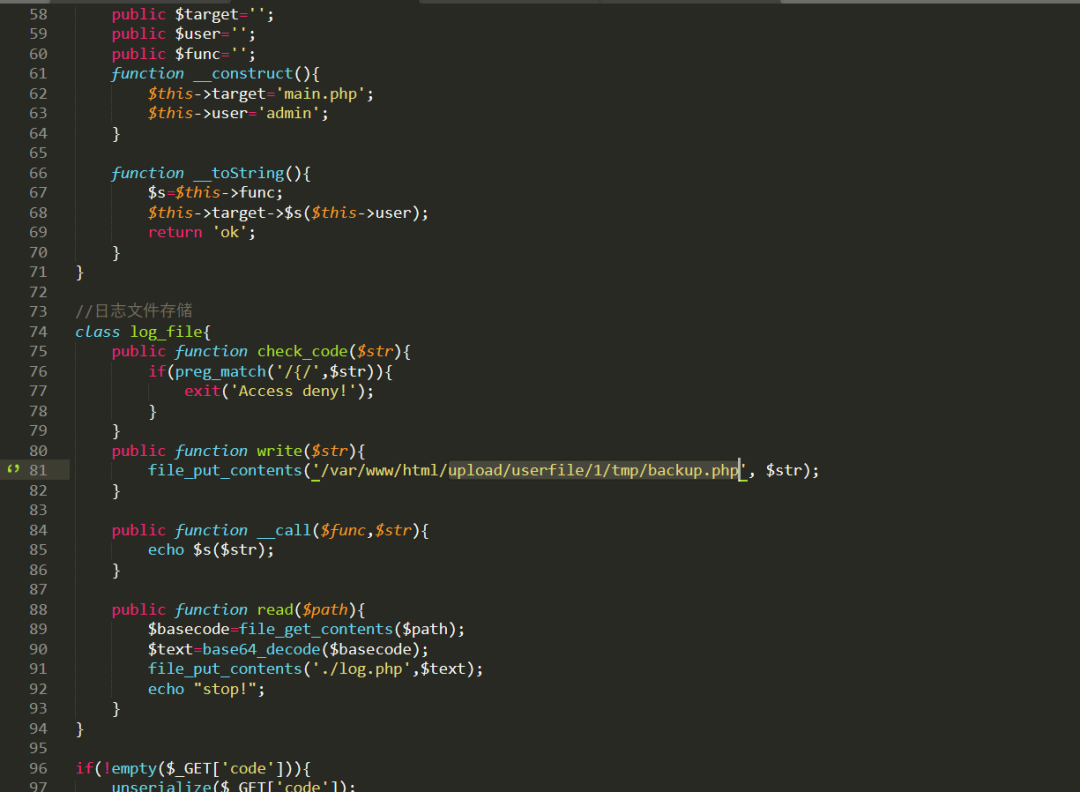 58 public $target='';
59 public $user='';
60 public $func='';
61 function __construct(){
62 $this->target='main.php';
63 $this->user='admin';
64 }
65
66 function __toString(){
67 $s=$this->func;
68 $this->target->$s($this->user);
69 return 'ok';
70 }
71 }
72
73 //日志文件存储
74 class log_file{
75 public function check_code($str){
76 if(preg_match('/{/',$str)){
77 exit('Access deny!');
78 }
79 }
80 public function write($str){
81 file_put_contents('/var/www/html/upload/userfile/1/tmp/backup.php', $str);
82 }
83
84 public function __call($func,$str){
85 echo $s($str);
86 }
87
88 public function read($path){
89 $basecode=file_get_contents($path);
90 $text=base64_decode($basecode);
91 file_put_contents('./log.php',$text);
92 echo "stop!";
93 }
94 }
95
96 if(!empty($_GET['code'])){
97 unserialize($_GET['code']);